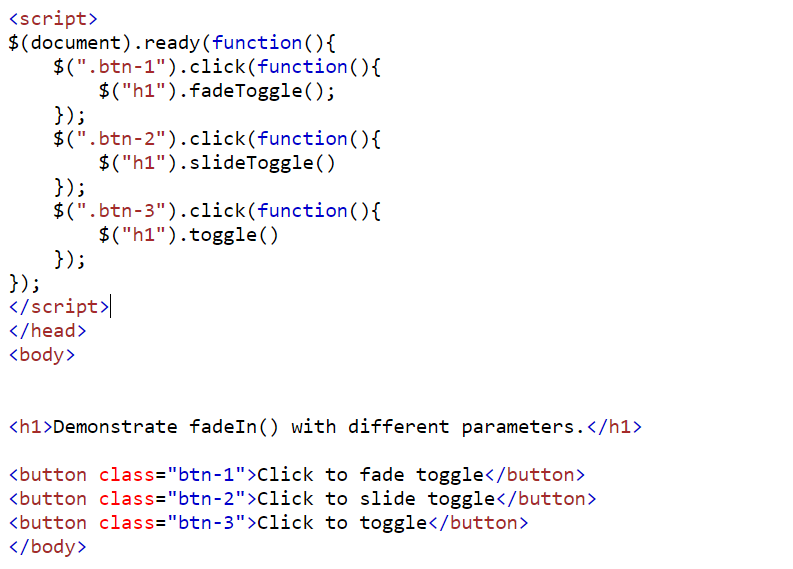 <script>
$(document).ready(function(){
    $(".btn-1").click(function(){
        $("h1").fadeToggle();
    });
    $(".btn-2").click(function(){
        $("h1").slideToggle()
    });
    $(".btn-3").click(function(){
        $("h1").toggle()
    });
});
</script>
</head>
<body>
<h1>Demonstrate fadeIn() with different parameters.</h1>
<button class="btn-1">Click to fade toggle</button>
<button class="btn-2">Click to slide toggle</button>
<button class="btn-3">Click to toggle</button>
</body>